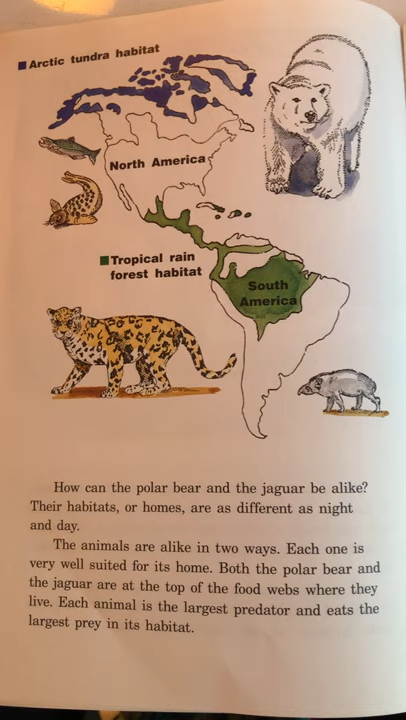 Arctic tundra habitat
North America
Tropical rain
forest habitat
South
America
How can the polar bear and the jaguar be alike?
Their habitats, or homes, are as different as night
and day.
The animals are alike in two ways. Each one is
very well suited for its home. Both the polar bear and
the jaguar are at the top of the food webs where they
live. Each animal is the largest predator and eats the
largest prey in its habitat.